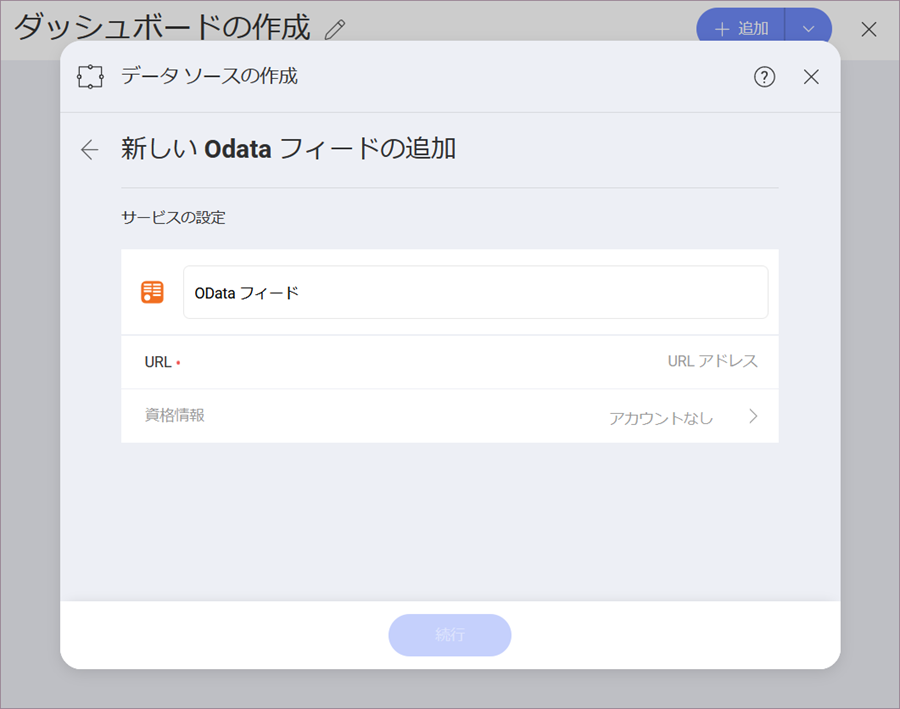 ダッシュボードの作成
追加
データ ソースの作成
新しい Odata フィードの追加
サービスの設定
OData フィード
URL * URL アドレス
資格情報 アカウントなし
続行